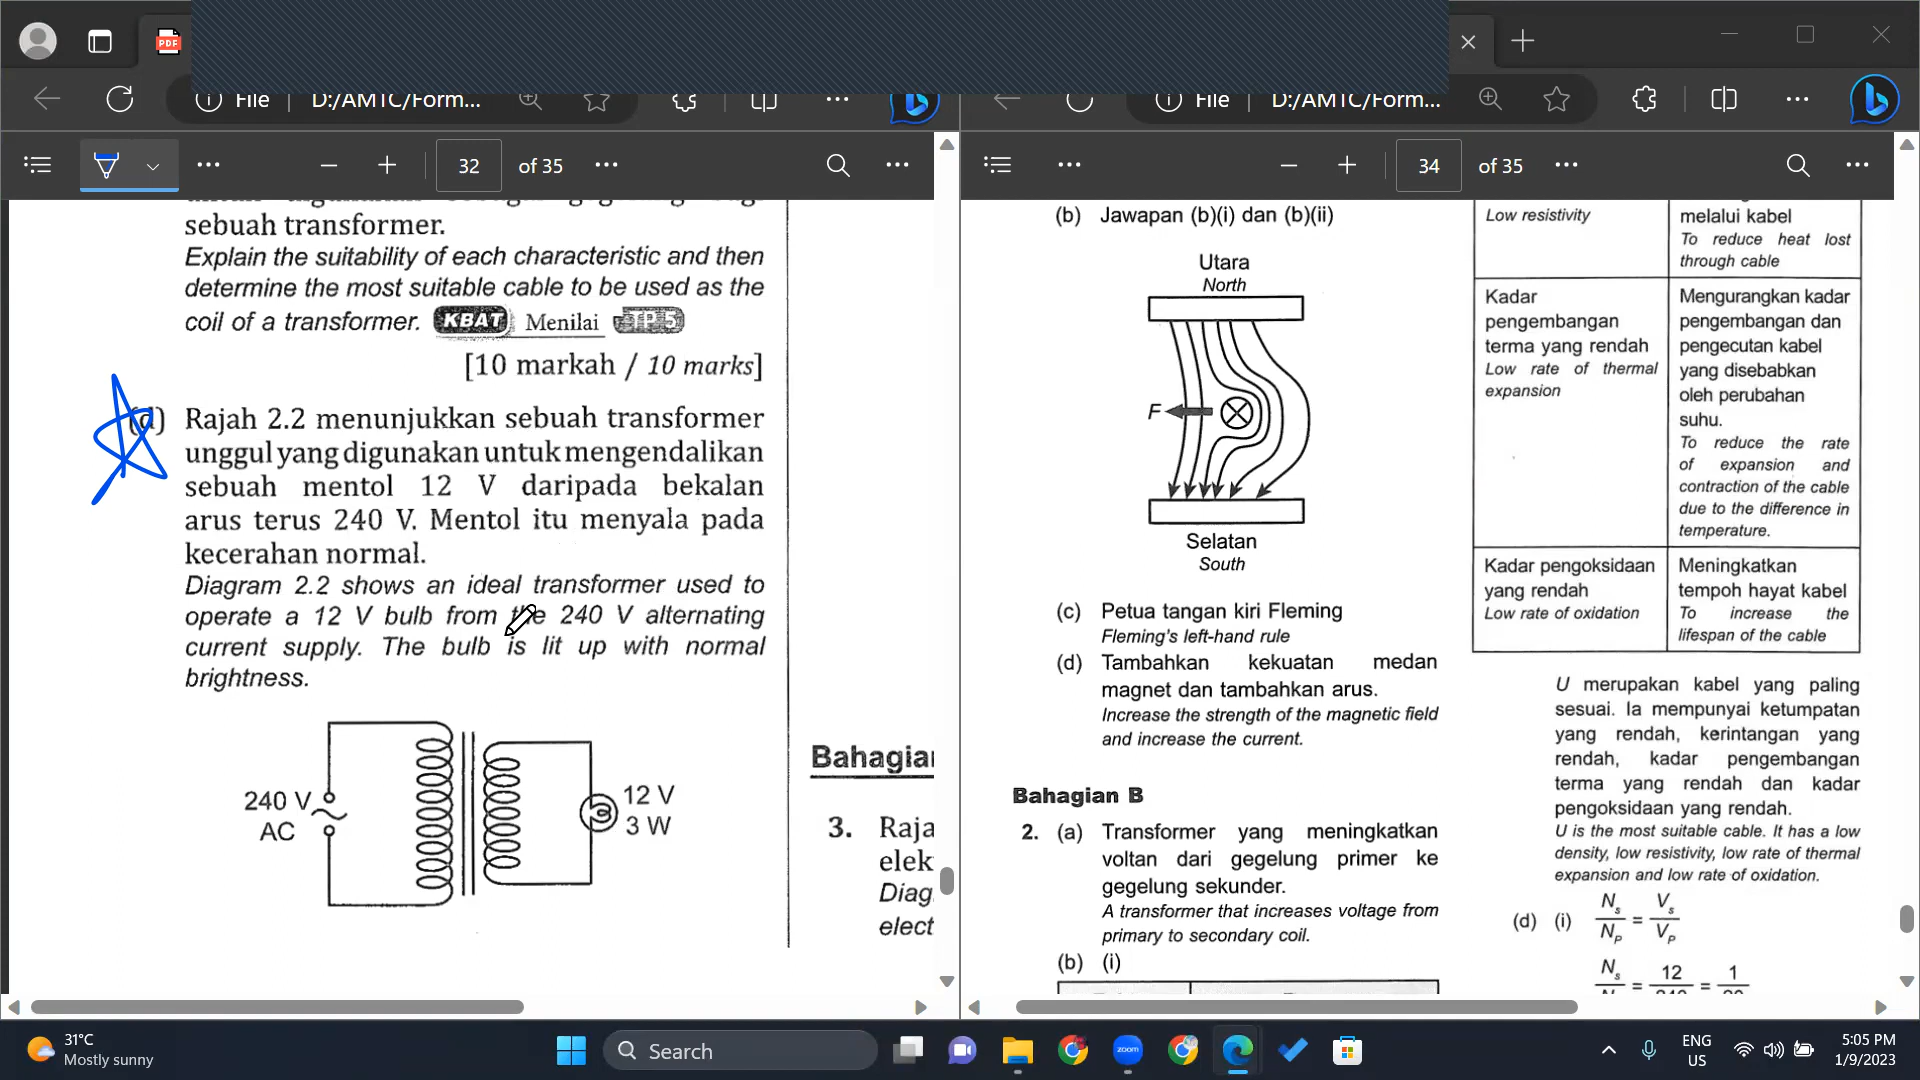 File
D:/AMTC/Form...
File
D:/AMTC/Form...
32
of 35
34
of 35
sebuah transformer.
Explain the suitability of each characteristic and then
determine the most suitable cable to be used as the
coil of a transformer. KBAT Menilai TP 5
[10 markah / 10 marks]
(d) Rajah 2.2 menunjukkan sebuah transformer
unggul yang digunakan untuk mengendalikan
sebuah mentol 12 V daripada bekalan
arus terus 240 V. Mentol itu menyala pada
kecerahan normal.
Diagram 2.2 shows an ideal transformer used to
operate a 12 V bulb from the 240 V alternating
current supply. The bulb is lit up with normal
brightness.
240 V
AC
12 V
3 W
Bahagia
3. Raja
elek
Diag
elect
(b) Jawapan (b)(i) dan (b)(ii)
Utara
North
F
Selatan
South
(c) Petua tangan kiri Fleming
Fleming's left-hand rule
(d) Tambahkan kekuatan medan
magnet dan tambahkan arus.
Increase the strength of the magnetic field
and increase the current.
Bahagian B
2. (a) Transformer yang meningkatkan
voltan dari gegelung primer ke
gegelung sekunder.
A transformer that increases voltage from
primary to secondary coil.
(b) (i)
Low resistivity
melalui kabel
To reduce heat lost
through cable
Kadar
pengembangan
terma yang rendah
Low rate of thermal
expansion
Mengurangkan kadar
pengembangan dan
pengecutan kabel
yang disebabkan
oleh perubahan
suhu.
To reduce the rate
of expansion and
contraction of the cable
due to the difference in
temperature.
Kadar pengoksidaan
yang rendah
Low rate of oxidation
Meningkatkan
tempoh hayat kabel
To increase the
lifespan of the cable
U merupakan kabel yang paling
sesuai. Ia mempunyai ketumpatan
yang rendah, kerintangan yang
rendah, kadar pengembangan
terma yang rendah dan kadar
pengoksidaan yang rendah.
U is the most suitable cable. It has a low
density, low resistivity, low rate of thermal
expansion and low rate of oxidation.
(d) (i) Ns/NP = Vs/VP
Ns = 12 = 1
31°C
Mostly sunny
Search
zoom
ENG
US
5:05 PM
1/9/2023